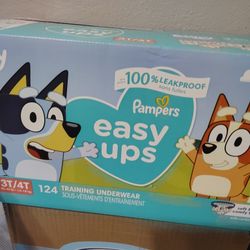 100% LEAKPROOF
Pampers
easy
ups
3T/4T
124 TRAINING UNDERWEAR
SOUS-VÊTEMENTS D'ENTRAÎNEMENT